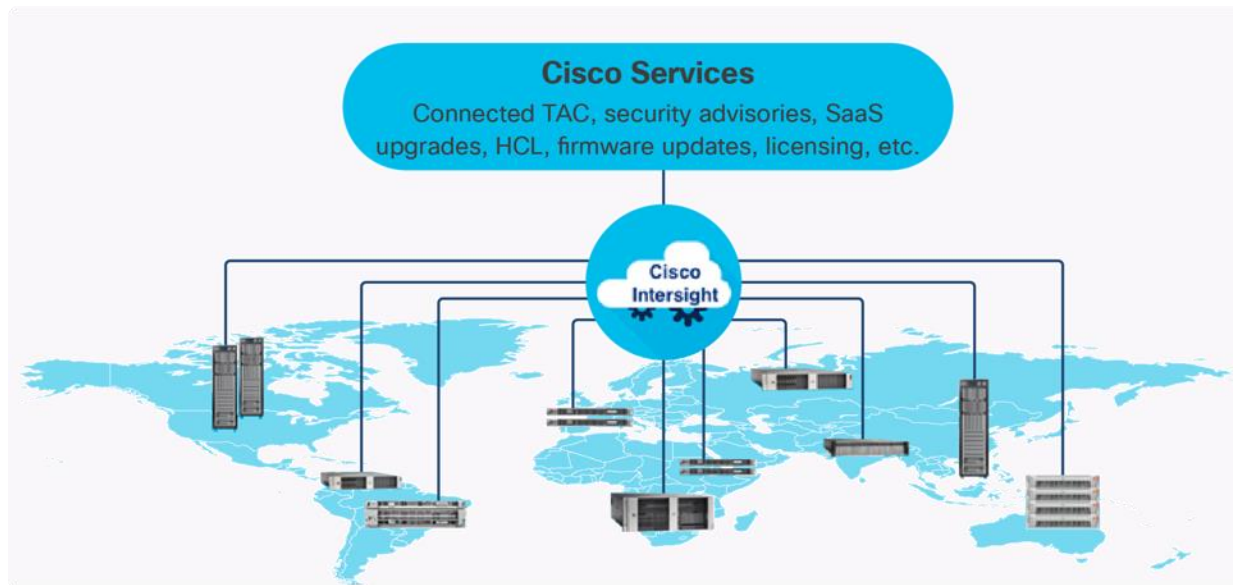 Cisco Services
Connected TAC, security advisories, SaaS
upgrades, HCL, firmware updates, licensing, etc.
Cisco
Intersight